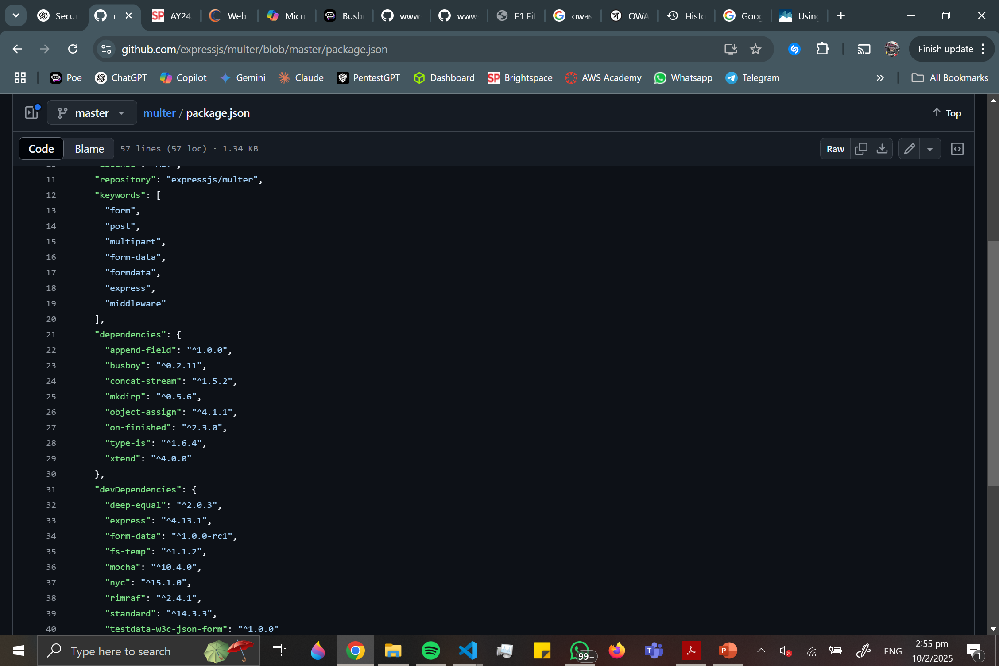 Secu
r
AY24
Web
Micr
Busb
www
www
F1 Fit
owas
OWA
Histo
Goog
Using
github.com/expressjs/multer/blob/master/package.json
Finish update
Poe
ChatGPT
Copilot
Gemini
Claude
PentestGPT
Dashboard
SP
Brightspace
AWS Academy
Whatsapp
Telegram
»
All Bookmarks
master
multer / package.json
Top
Code
Blame
57 lines (57 loc) · 1.34 KB
Raw
11 "repository": "expressjs/multer",
12 "keywords": [
13 "form",
14 "post",
15 "multipart",
16 "form-data",
17 "formdata",
18 "express",
19 "middleware"
20 ],
21 "dependencies": {
22 "append-field": "^1.0.0",
23 "busboy": "^0.2.11",
24 "concat-stream": "^1.5.2",
25 "mkdirp": "^0.5.6",
26 "object-assign": "^4.1.1",
27 "on-finished": "^2.3.0",
28 "type-is": "^1.6.4",
29 "xtend": "^4.0.0"
30 },
31 "devDependencies": {
32 "deep-equal": "^2.0.3",
33 "express": "^4.13.1",
34 "form-data": "^1.0.0-rc1",
35 "fs-temp": "^1.1.2",
36 "mocha": "^10.4.0",
37 "nyc": "^15.1.0",
38 "rimraf": "^2.4.1",
39 "standard": "^14.3.3",
40 "testdata-w3c-json-form": "^1.0.0"
Type here to search
99+
ENG
2:55 pm
10/2/2025
1